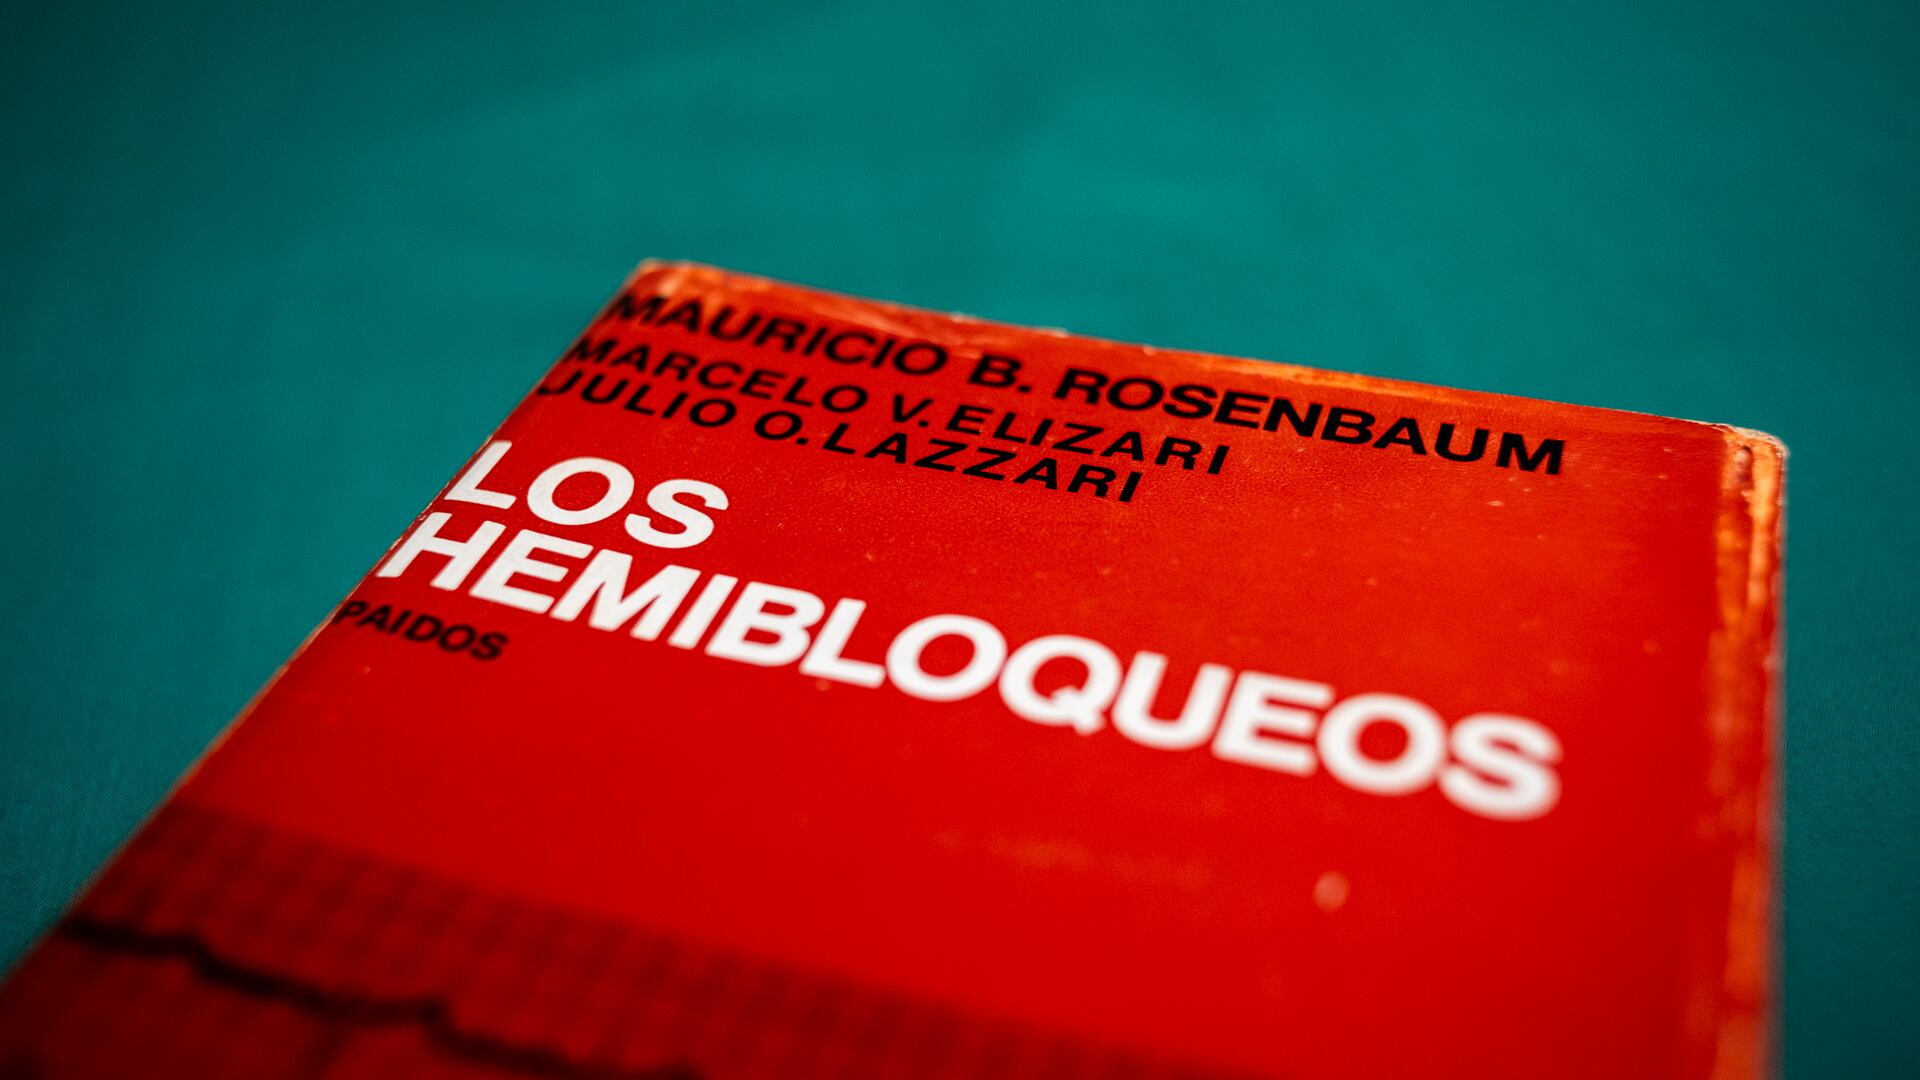 MAURICIO B. ROSENBAUM
MARCELO V. ELIZARI
JULIO O. LAZZARI
LOS
HEMIBLOQUEOS
PAIDOS